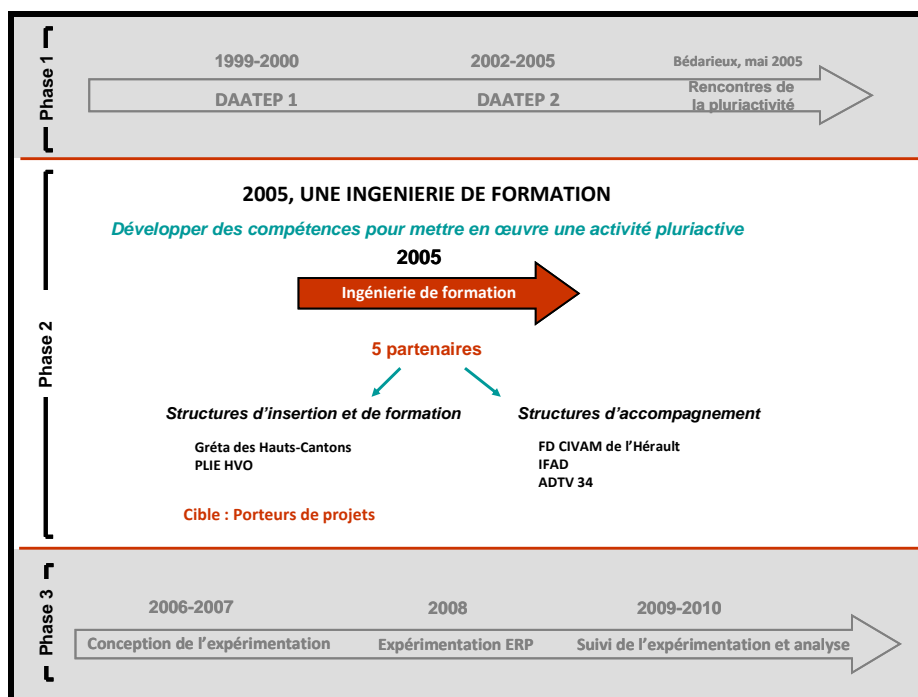 Phase 1
1999-2000
2002-2005
Bédarieux, mai 2005
DAATEP 1
DAATEP 2
Rencontres de
la pluriactivité
Phase 2
2005, UNE INGENIERIE DE FORMATION
Développer des compétences pour mettre en œuvre une activité pluriactive
2005
Ingénierie de formation
5 partenaires
Structures d'insertion et de formation
Gréta des Hauts-Cantons
PLIE HVO
Structures d'accompagnement
FD CIVAM de l'Hérault
IFAD
ADTV 34
Cible : Porteurs de projets
Phase 3
2006-2007
2008
2009-2010
Conception de l'expérimentation
Expérimentation ERP
Suivi de l'expérimentation et analyse